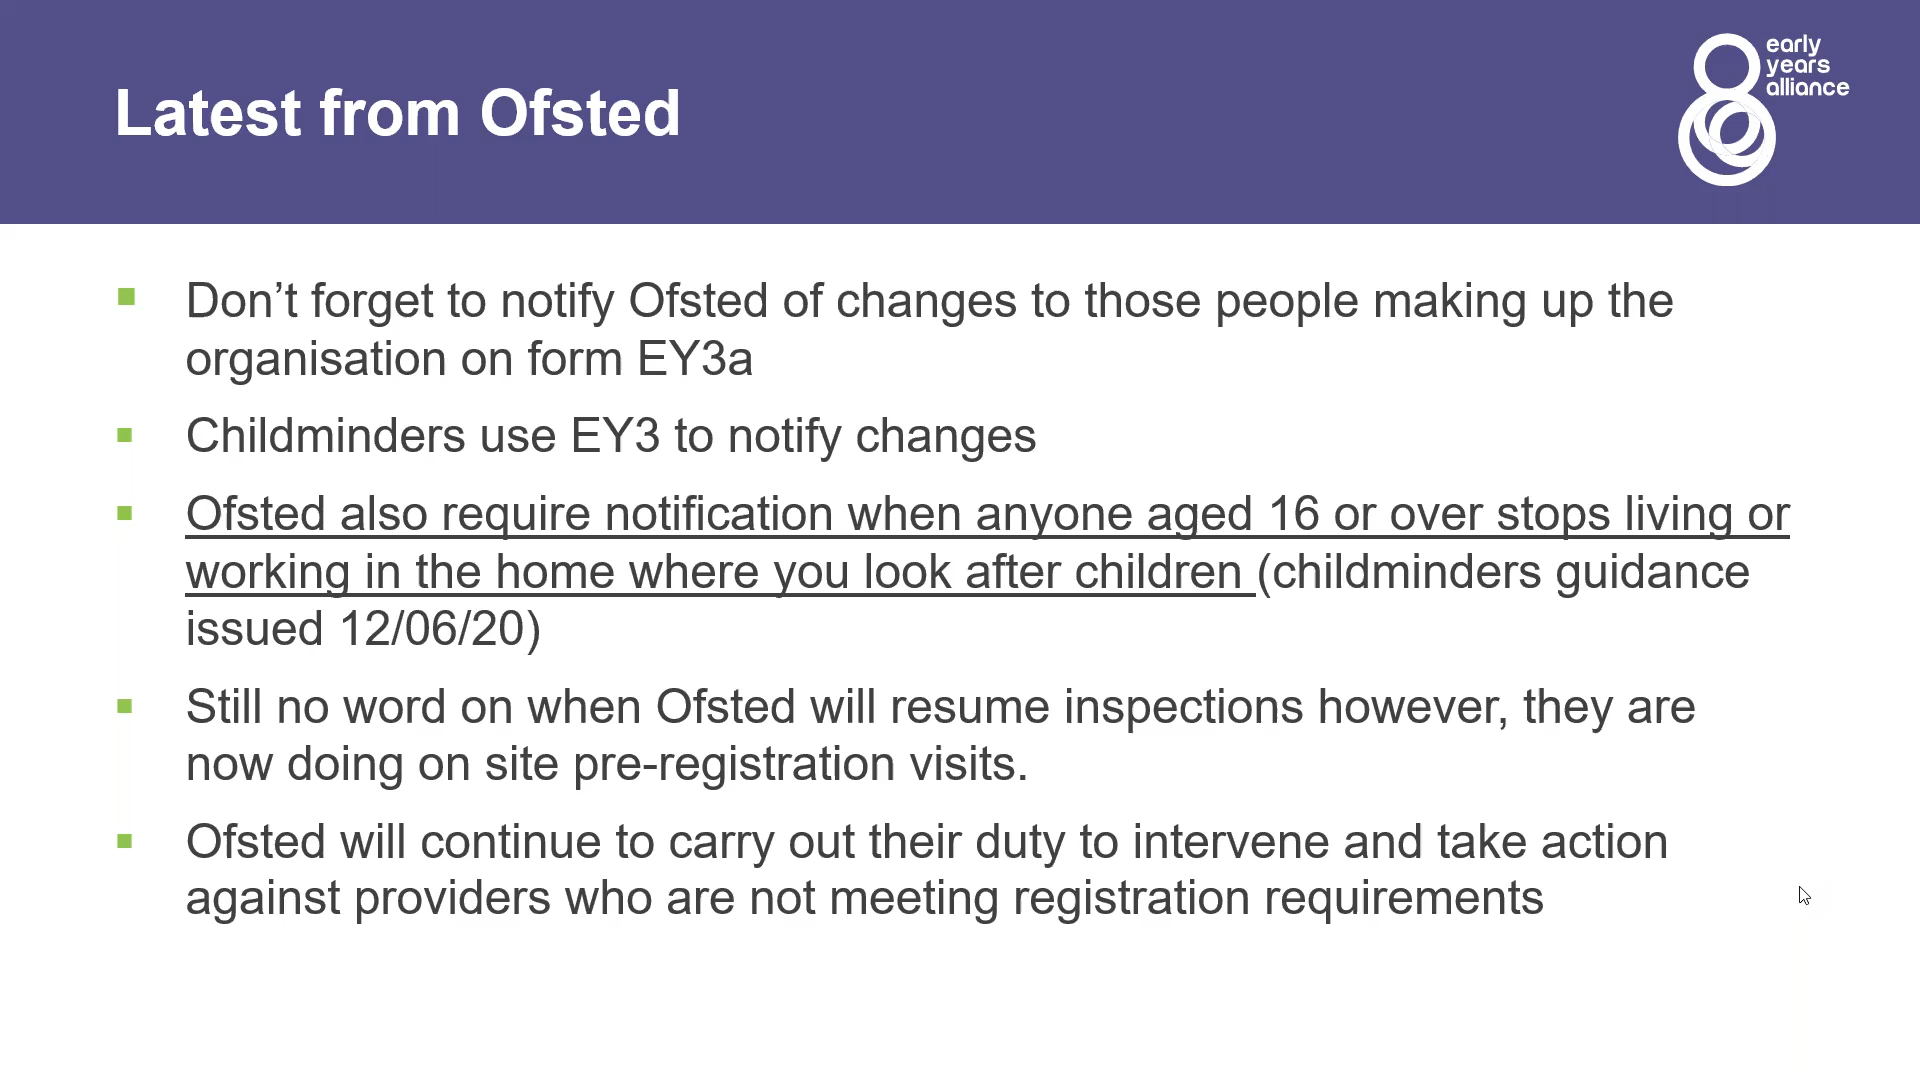 Latest from Ofsted
early
years
alliance
Don’t forget to notify Ofsted of changes to those people making up the
organisation on form EY3a
Childminders use EY3 to notify changes
Ofsted also require notification when anyone aged 16 or over stops living or
working in the home where you look after children (childminders guidance
issued 12/06/20)
Still no word on when Ofsted will resume inspections however, they are
now doing on site pre-registration visits.
Ofsted will continue to carry out their duty to intervene and take action
against providers who are not meeting registration requirements